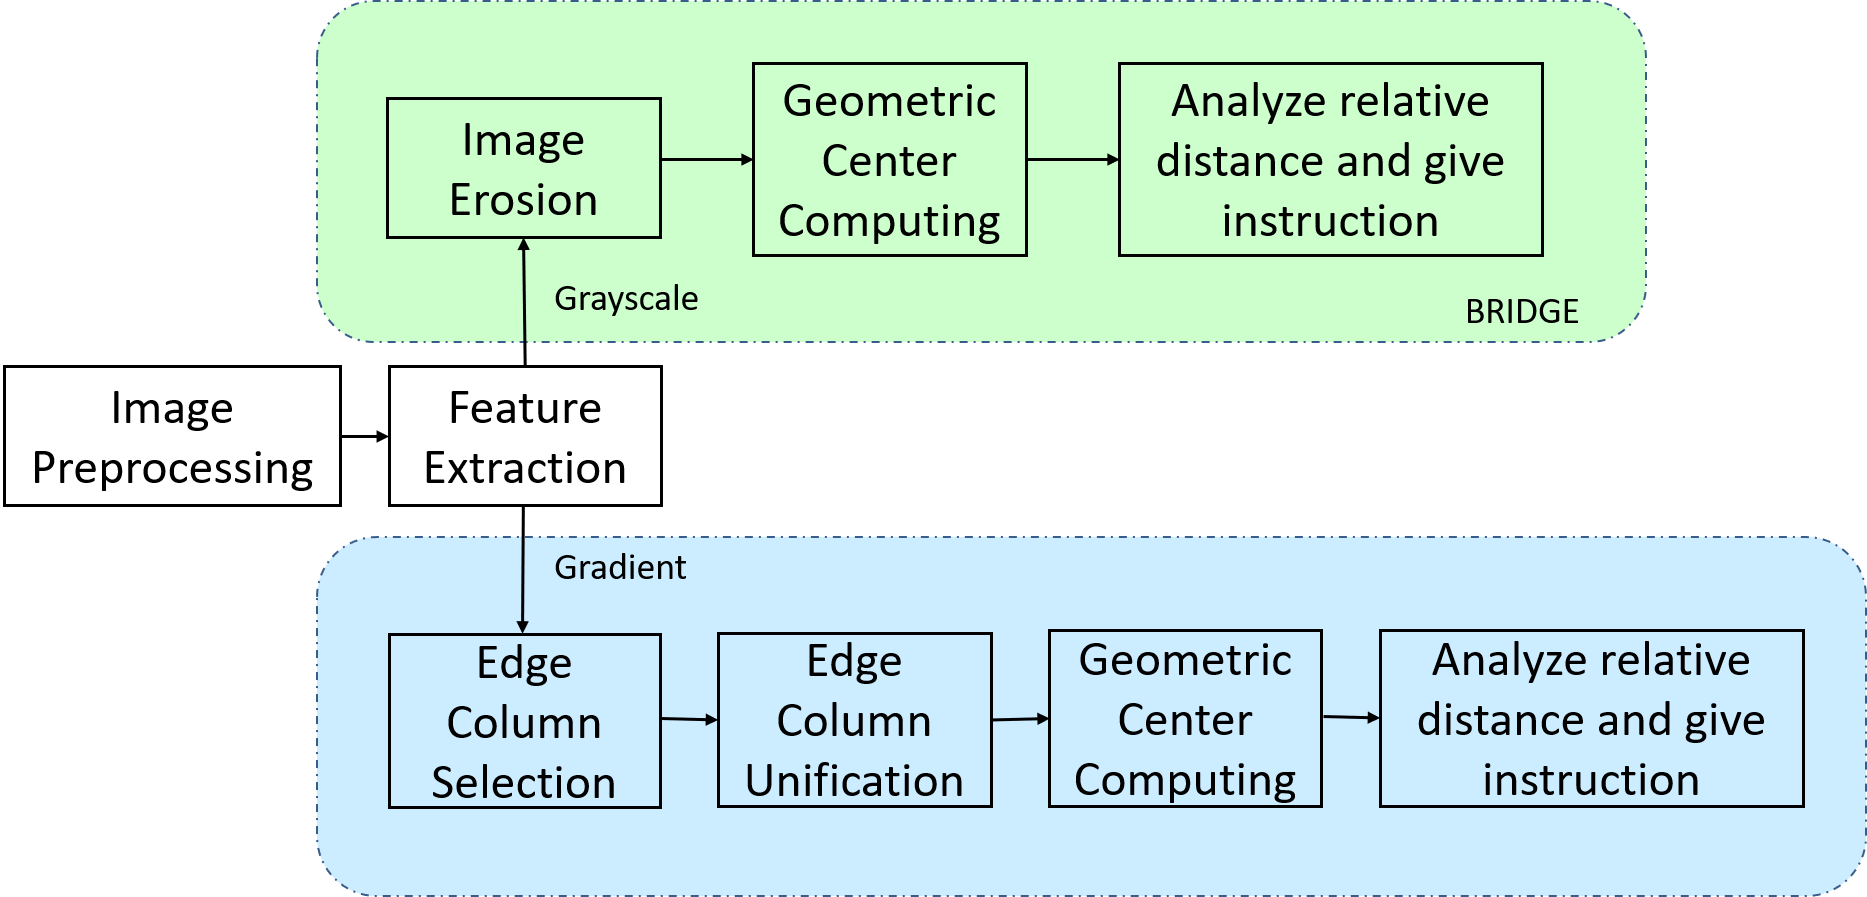 Image
Erosion
Geometric
Center
Computing
Analyze relative
distance and give
instruction
Grayscale
BRIDGE
Image
Preprocessing
Feature
Extraction
Gradient
Edge
Column
Selection
Edge
Column
Unification
Geometric
Center
Computing
Analyze relative
distance and give
instruction